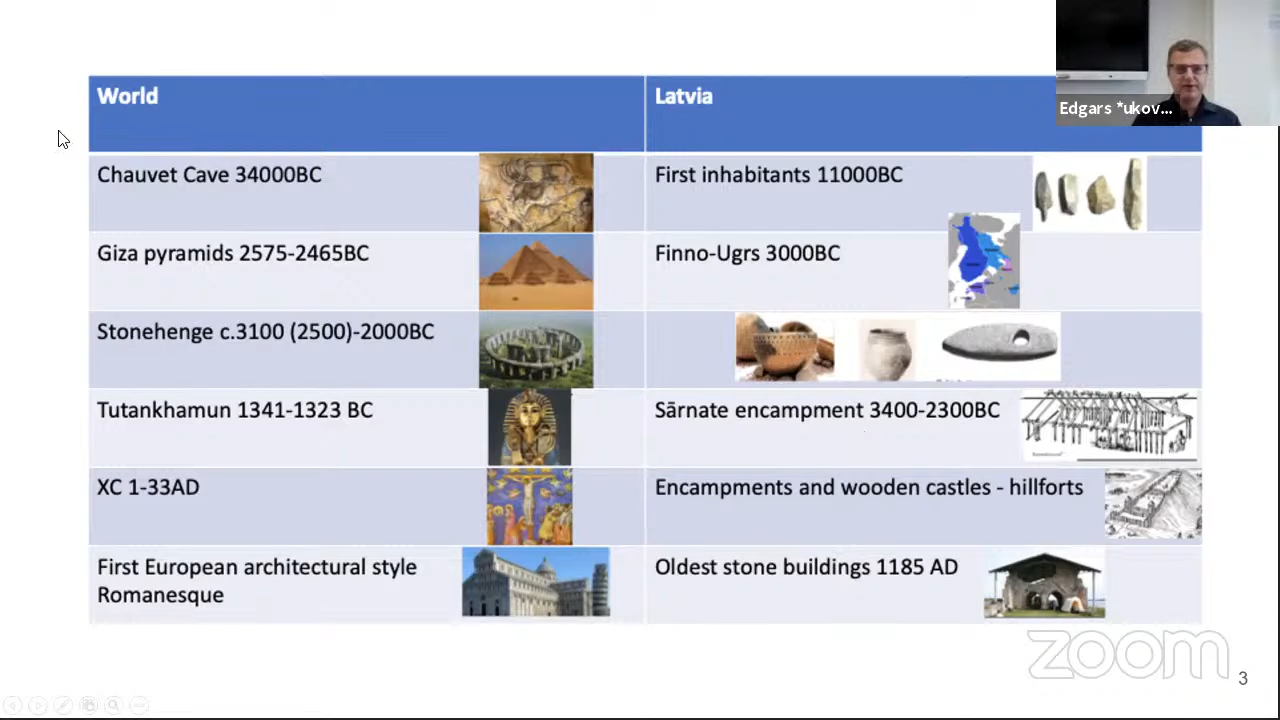 World
Latvia
Edgars *ukov...
Chauvet Cave 34000BC
First inhabitants 11000BC
Giza pyramids 2575-2465BC
Finno-Ugrs 3000BC
Stonehenge c.3100 (2500)-2000BC
Tutankhamun 1341-1323 BC
Sārnate encampment 3400-2300BC
XC 1-33AD
Encampments and wooden castles - hillforts
First European architectural style
Romanesque
Oldest stone buildings 1185 AD
zoom
3